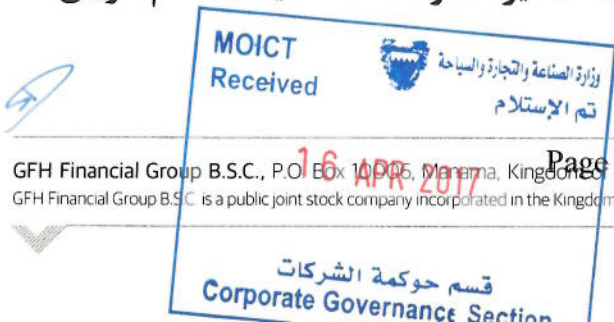 MOICT
Received
وزارة الصناعة والتجارة والسياحة
تم الإستلام
Page
16 APR 2017
GFH Financial Group B.S.C., P.O. Box 10006, Manama, Kingdom of
GFH Financial Group B.S.C. is a public joint stock company incorporated in the Kingdom
قسم حوكمة الشركات
Corporate Governance Section